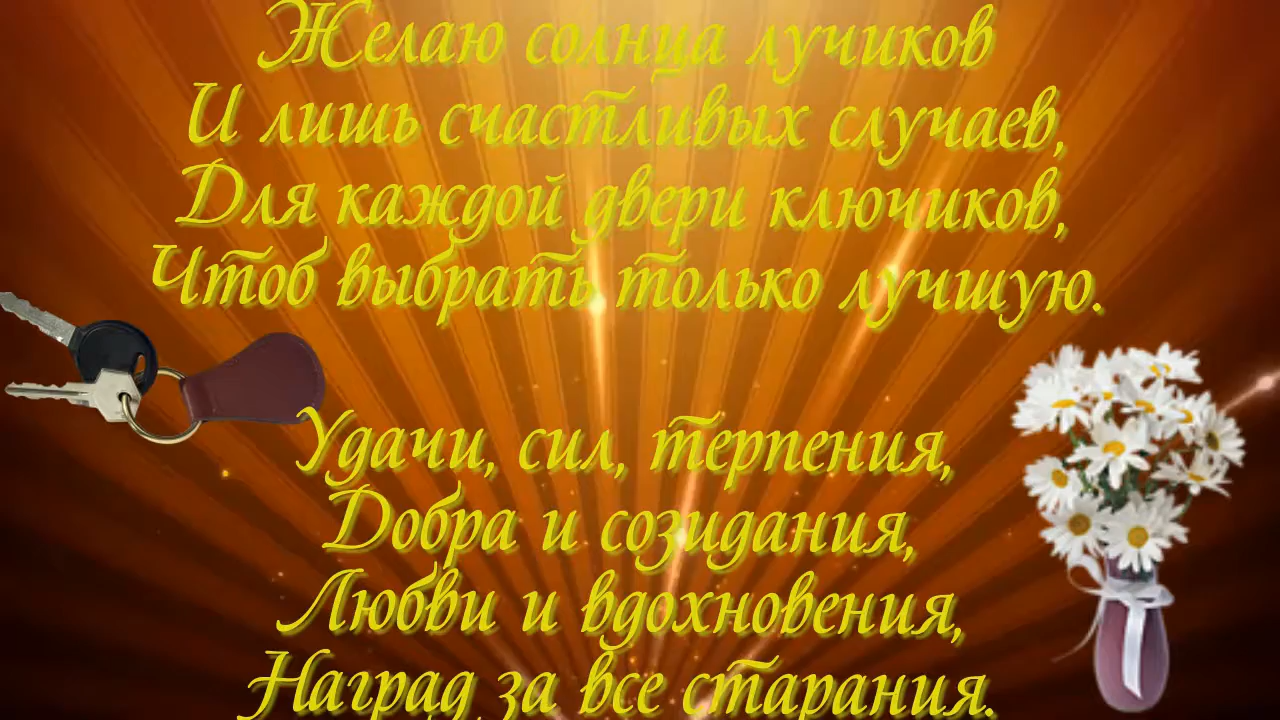 Желаю солнца лучиков
И лишь счастливых случаев,
Для каждой двери ключиков,
Чтоб выбрать только лучшую.
Удачи, сил, терпения,
Добра и созидания,
Любви и вдохновения,
Наград за все старания.